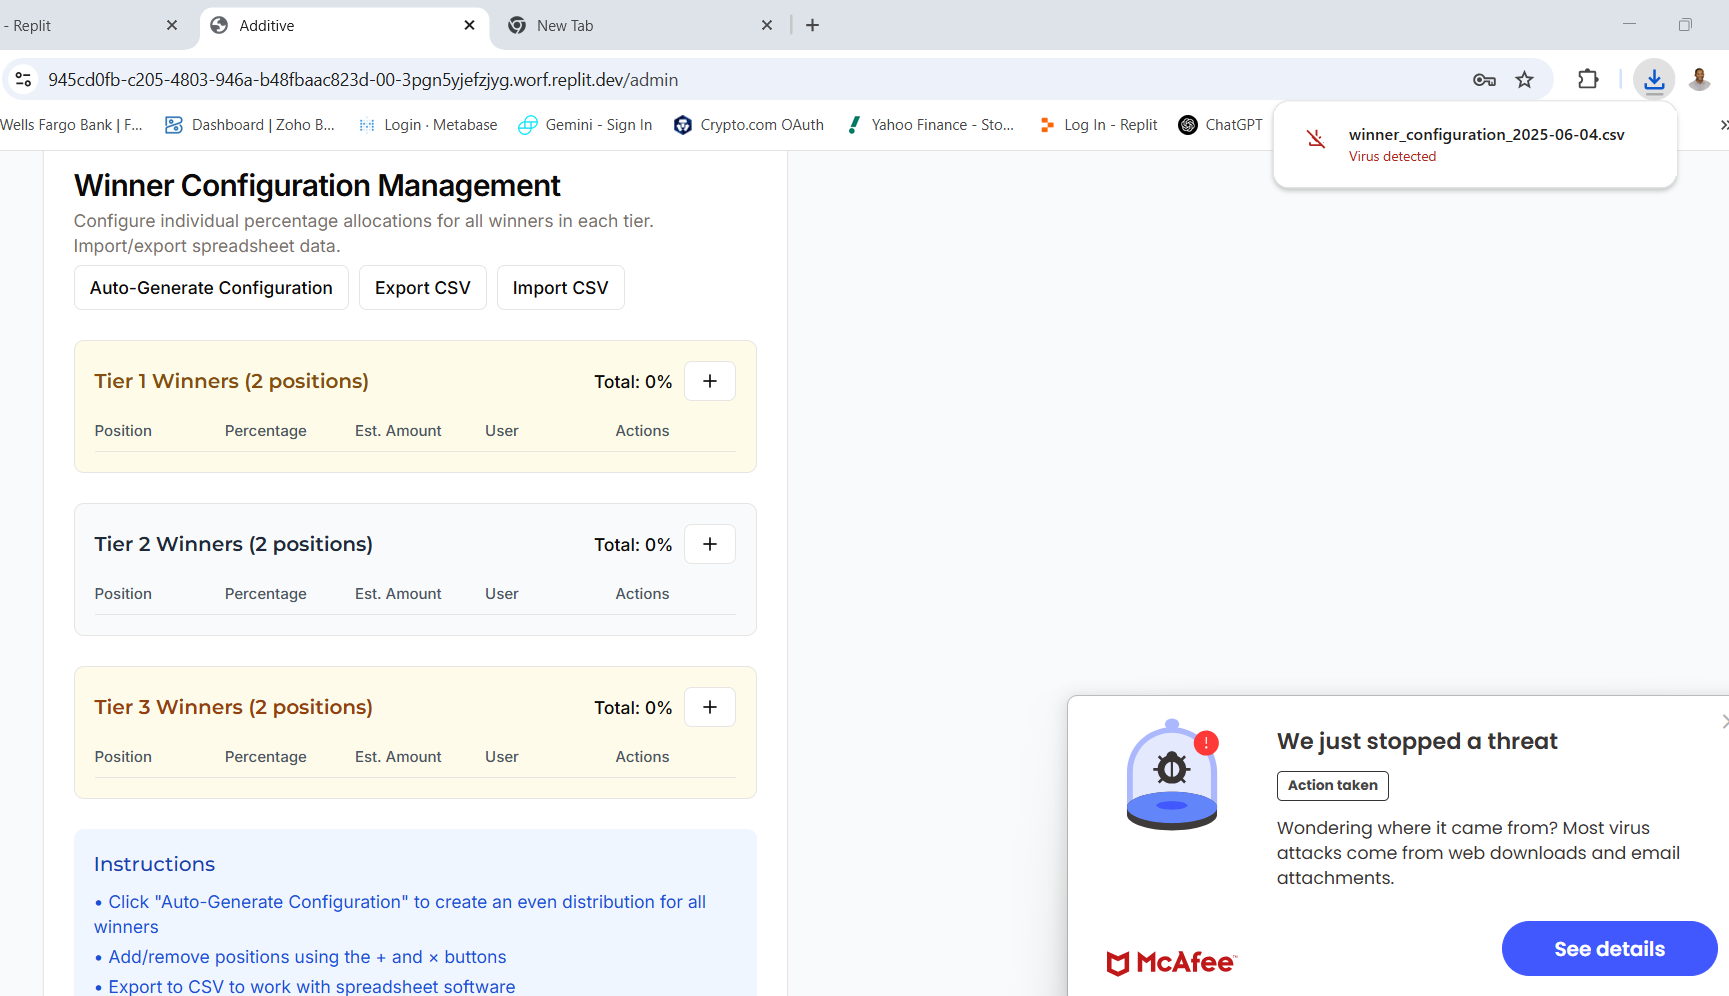 - Replit
Additive
New Tab
945cd0fb-c205-4803-946a-b48fbaac823d-00-3pgn5yjefzjyg.worf.replit.dev/admin
Wells Fargo Bank | F...
Dashboard | Zoho B...
Login · Metabase
Gemini - Sign In
Crypto.com OAuth
Yahoo Finance - Sto...
Log In - Replit
ChatGPT
winner_configuration_2025-06-04.csv
Virus detected
Winner Configuration Management
Configure individual percentage allocations for all winners in each tier.
Import/export spreadsheet data.
Auto-Generate Configuration
Export CSV
Import CSV
Tier 1 Winners (2 positions)
Total: 0%
+
Position Percentage Est. Amount User Actions
Tier 2 Winners (2 positions)
Total: 0%
+
Position Percentage Est. Amount User Actions
Tier 3 Winners (2 positions)
Total: 0%
+
Position Percentage Est. Amount User Actions
Instructions
• Click "Auto-Generate Configuration" to create an even distribution for all
winners
• Add/remove positions using the + and × buttons
• Export to CSV to work with spreadsheet software
We just stopped a threat
Action taken
Wondering where it came from? Most virus
attacks come from web downloads and email
attachments.
See details
McAfee™